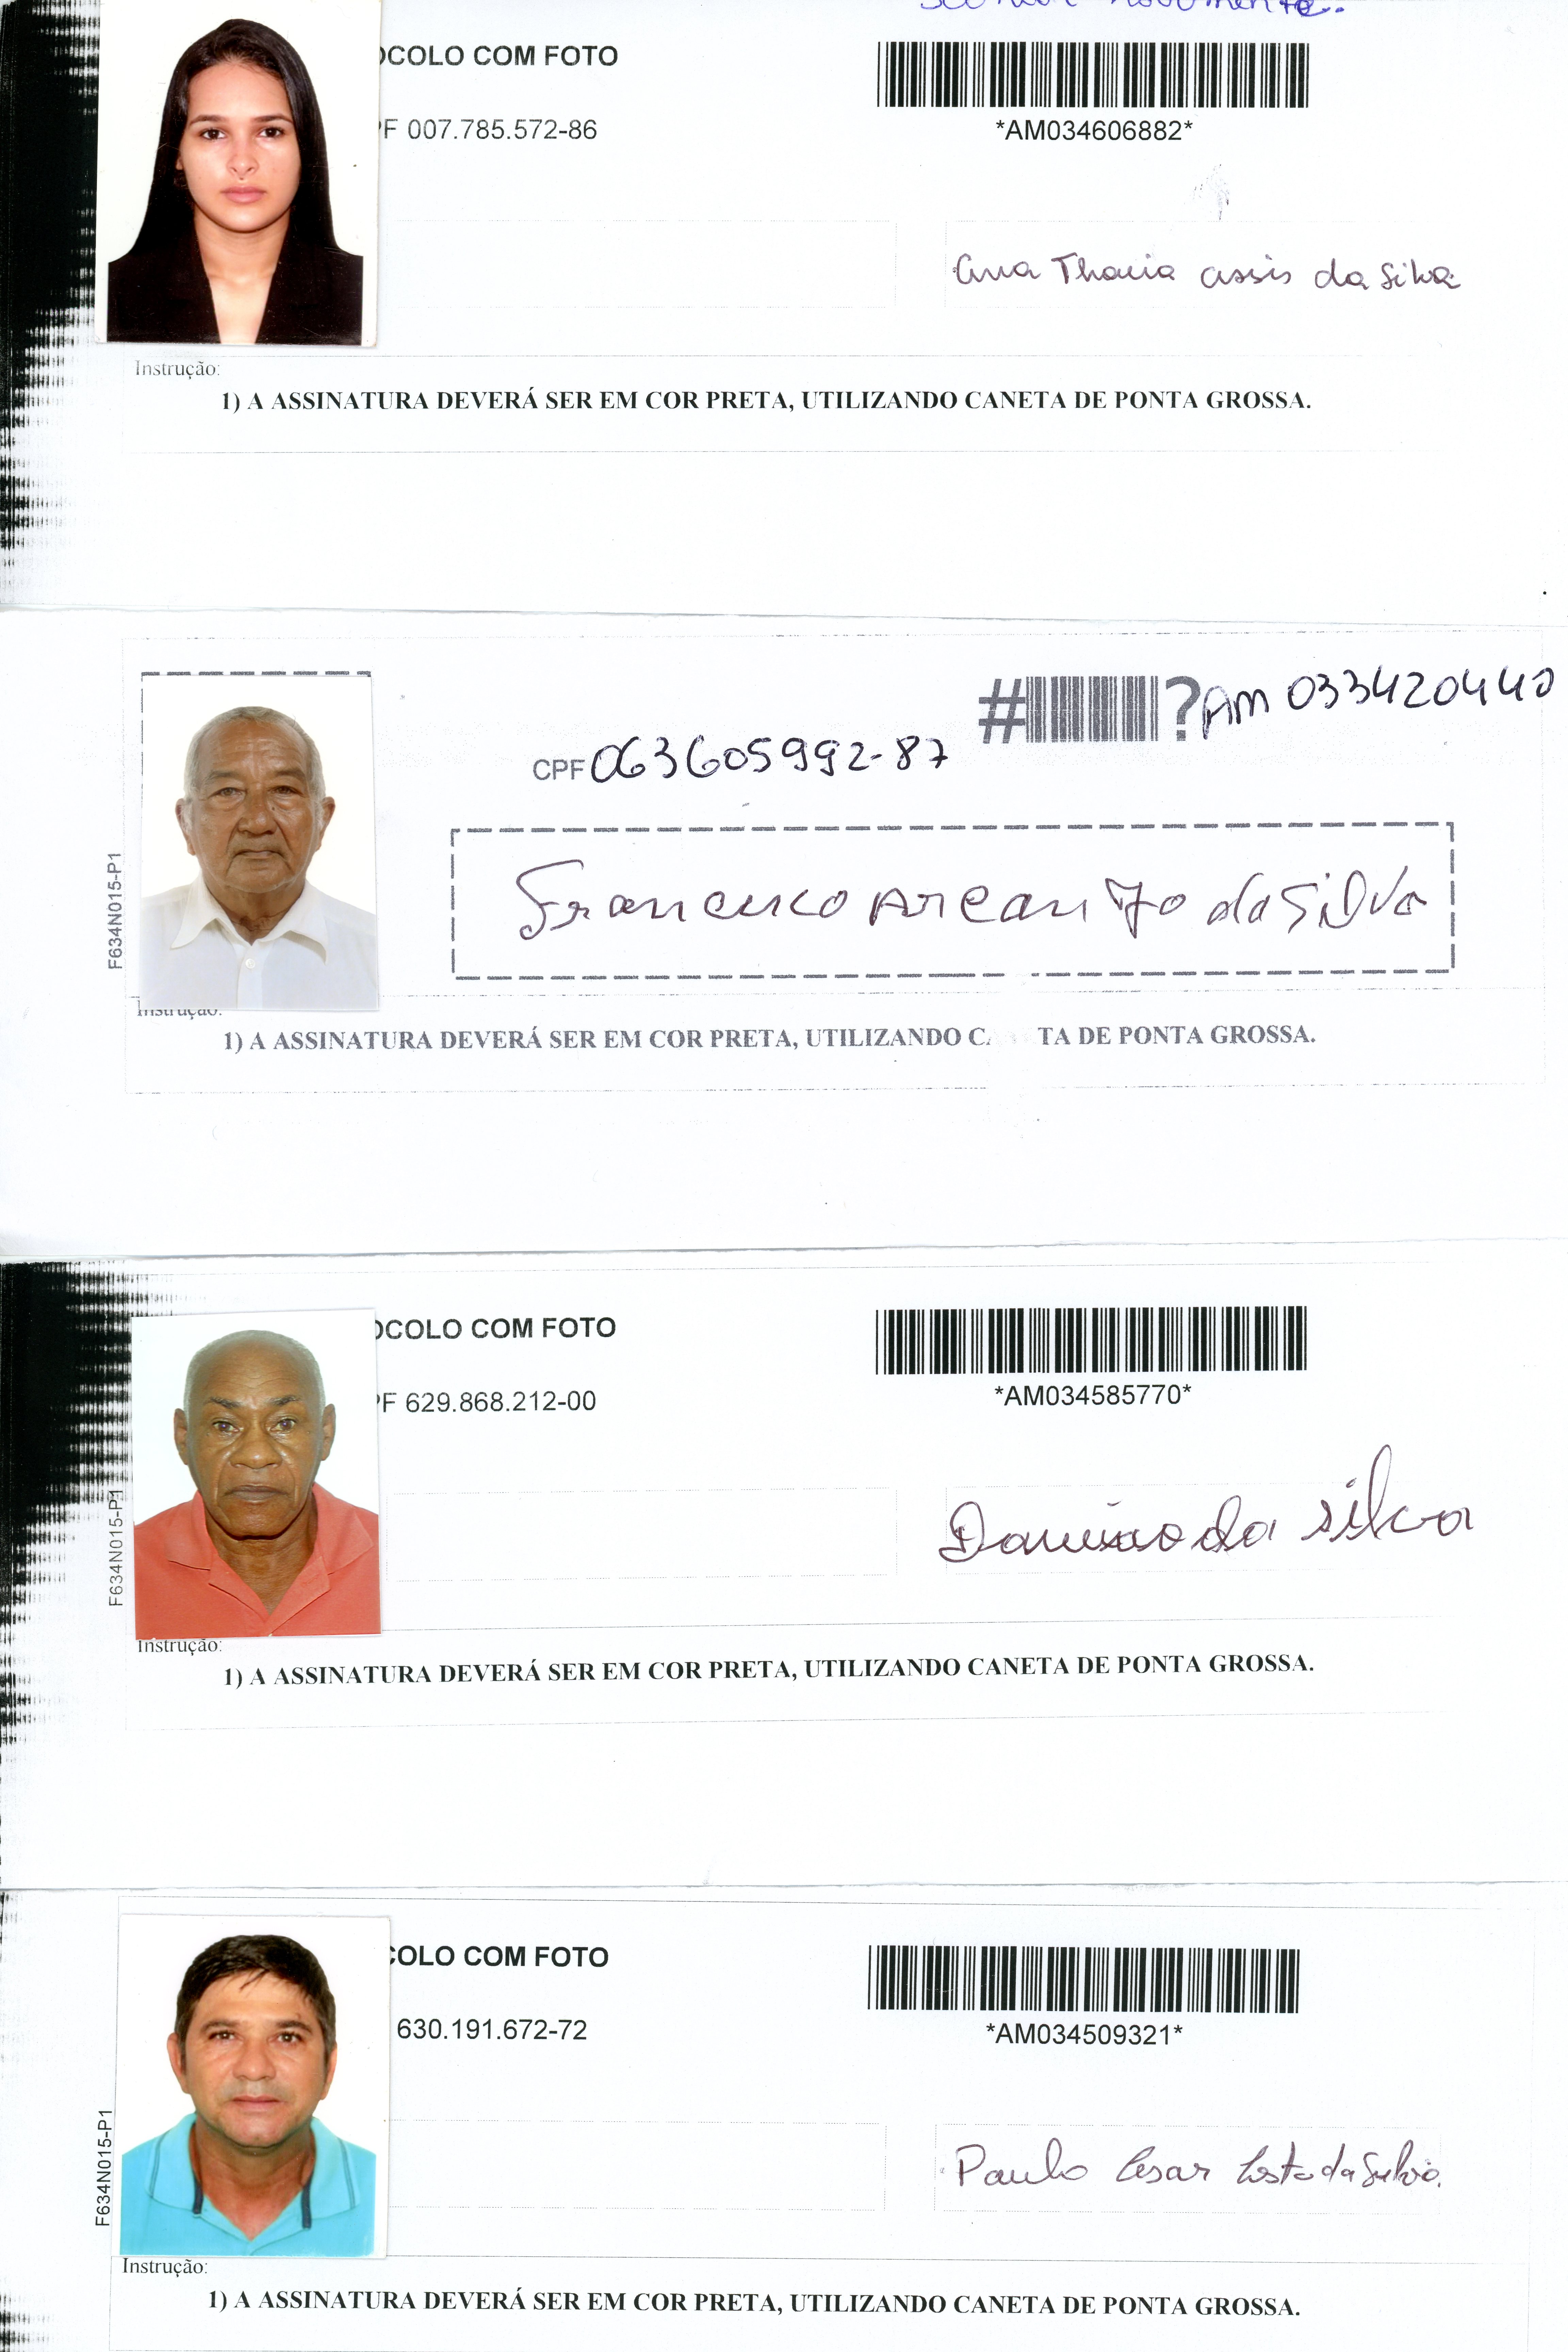 novamente.
OCOLO COM FOTO
PF 007.785.572-86
*AM034606882*
Ana Thacia assis da Silva
Instrução:
1) A ASSINATURA DEVERÁ SER EM COR PRETA, UTILIZANDO CANETA DE PONTA GROSSA.
#?AM 033420440
CPF 063605992-87
F634N015-P1
Francisco Arcanjo da Silva
Instrução:
1) A ASSINATURA DEVERÁ SER EM COR PRETA, UTILIZANDO CA TA DE PONTA GROSSA.
OCOLO COM FOTO
PF 629.868.212-00
*AM034585770*
F634N015-P1
Damião da silva
Instrução:
1) A ASSINATURA DEVERÁ SER EM COR PRETA, UTILIZANDO CANETA DE PONTA GROSSA.
COLO COM FOTO
630.191.672-72
*AM034509321*
F634N015-P1
Paulo Cesar Costa da Silva.
Instrução:
1) A ASSINATURA DEVERÁ SER EM COR PRETA, UTILIZANDO CANETA DE PONTA GROSSA.